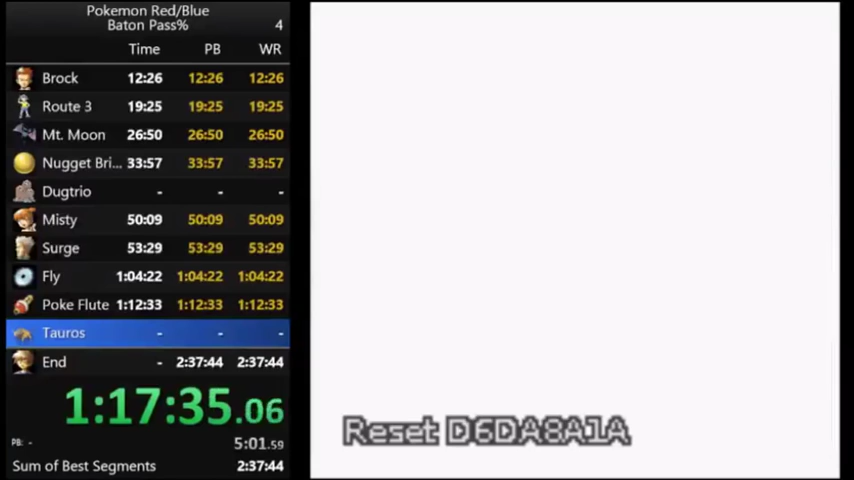 Pokemon Red/Blue
Baton Pass% 4
Time PB WR
Brock 12:26 12:26 12:26
Route 3 19:25 19:25 19:25
Mt. Moon 26:50 26:50 26:50
Nugget Bri... 33:57 33:57 33:57
Dugtrio - - -
Misty 50:09 50:09 50:09
Surge 53:29 53:29 53:29
Fly 1:04:22 1:04:22 1:04:22
Poke Flute 1:12:33 1:12:33 1:12:33
Tauros - - -
End - 2:37:44 2:37:44
1:17:35.06
PB: - 5:01.59
Sum of Best Segments 2:37:44
Reset D6DA8A1A